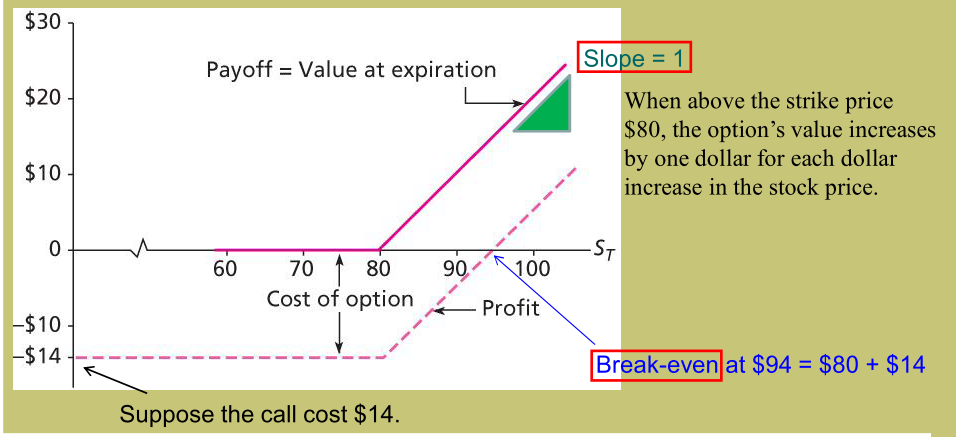 $30
Payoff = Value at expiration
Slope = 1
$20
When above the strike price
$80, the option’s value increases
by one dollar for each dollar
increase in the stock price.
$10
0
S_T
60 70 80 90 100
Cost of option
Profit
–$10
–$14
Break-even at $94 = $80 + $14
Suppose the call cost $14.